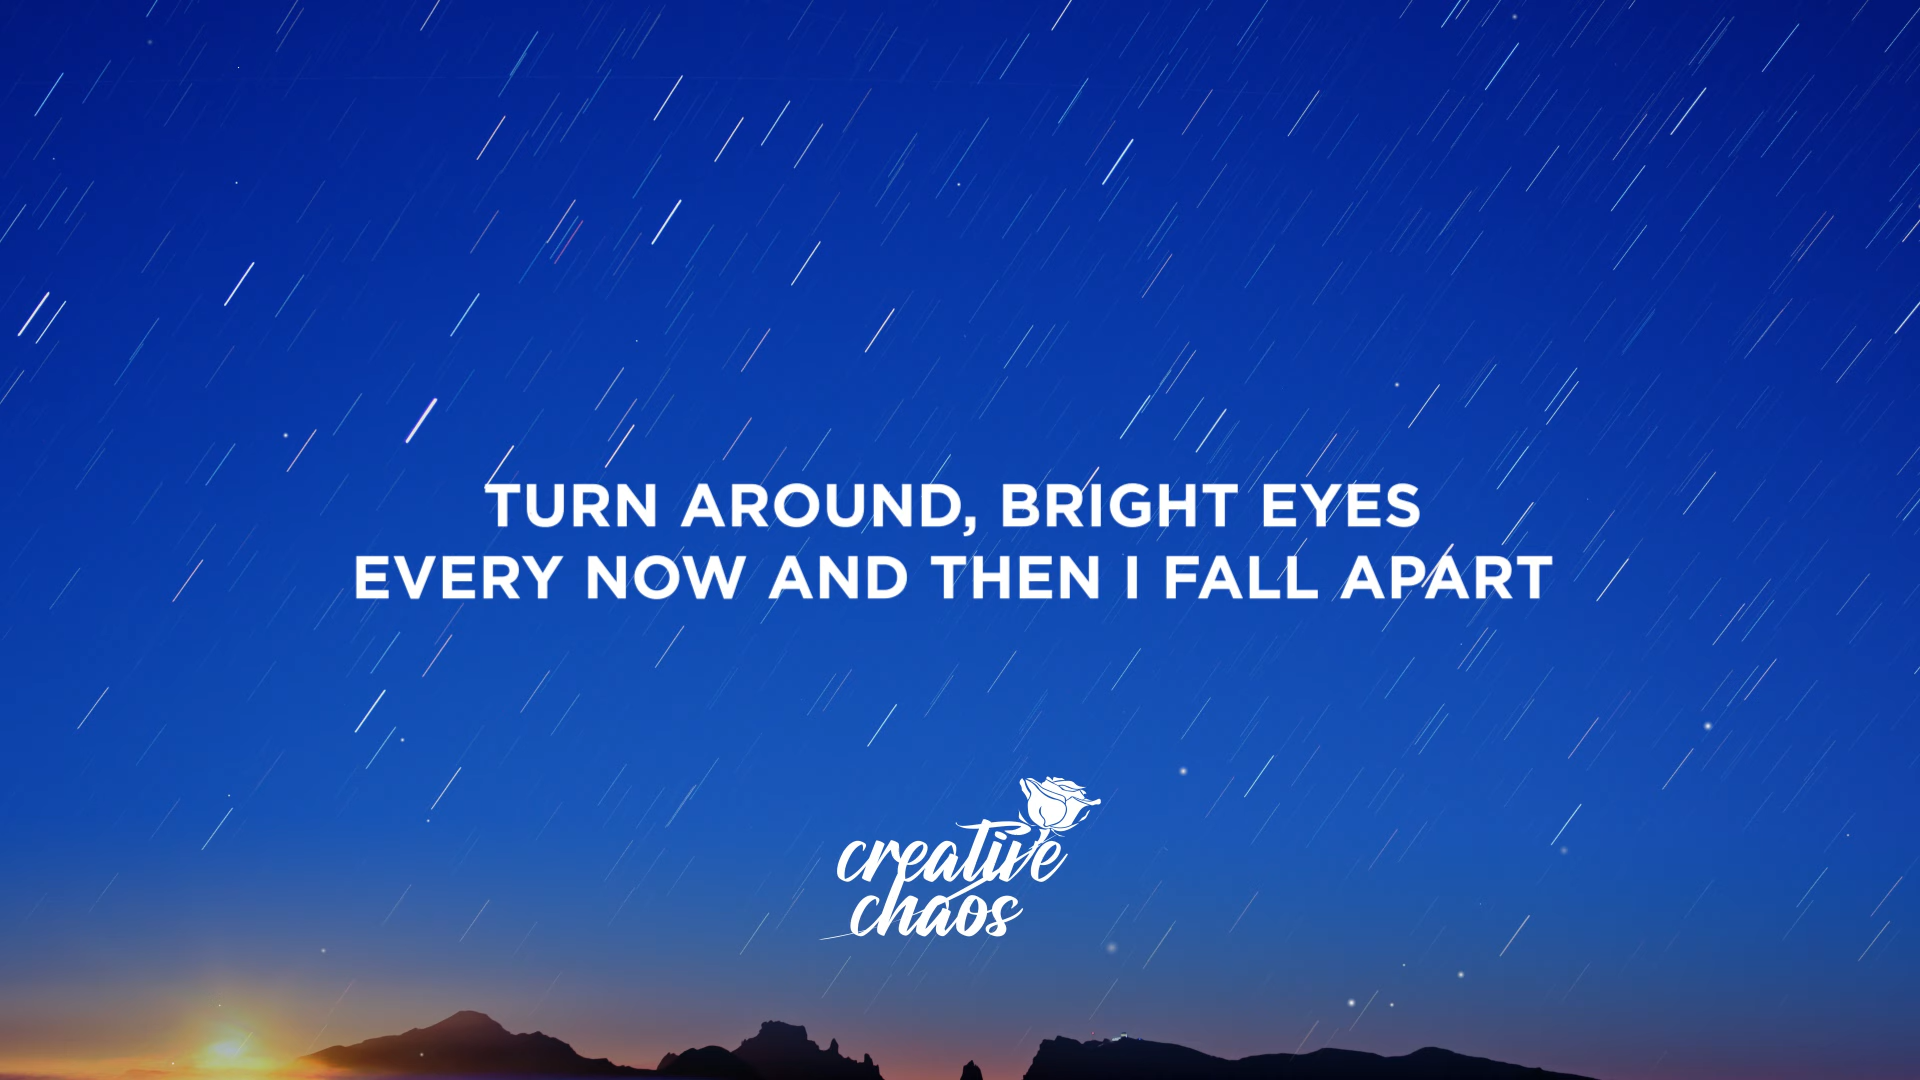 TURN AROUND, BRIGHT EYES
EVERY NOW AND THEN I FALL APART
creative
chaos